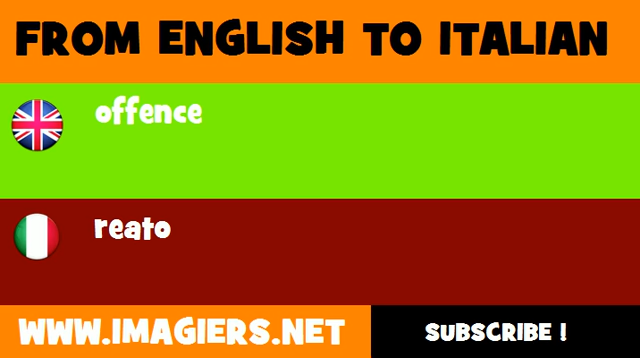 FROM ENGLISH TO ITALIAN
offence
reato
WWW.IMAGIERS.NET
SUBSCRIBE !